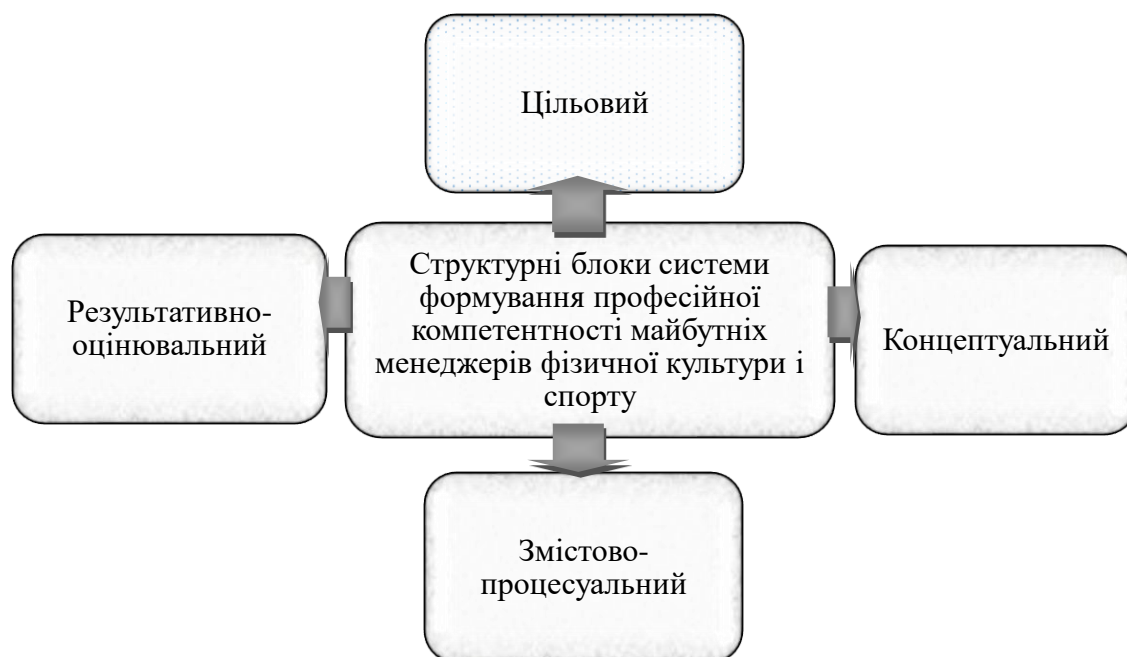 Цільовий
Структурні блоки системи
формування професійної
компетентності майбутніх
менеджерів фізичної культури і
спорту
Результативно-
оцінювальний
Концептуальний
Змістово-
процесуальний